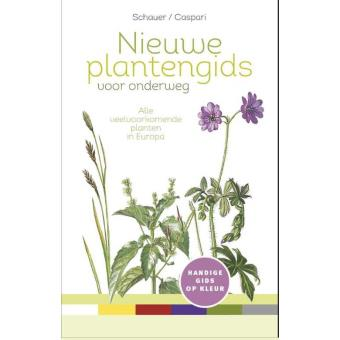 Schauer / Caspari
Nieuwe
plantengids
voor onderweg
Alle
veelvoorkomende
planten
in Europa
HANDIGE
GIDS
OP KLEUR